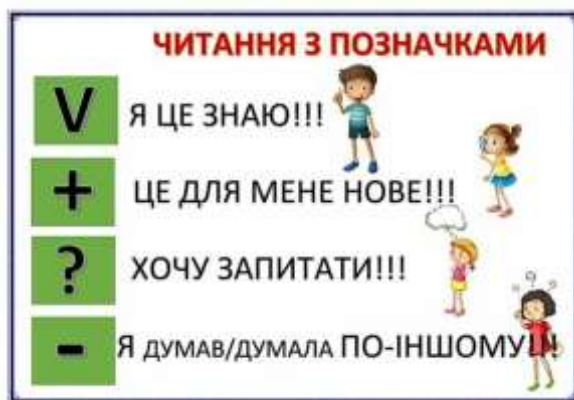 ЧИТАННЯ З ПОЗНАЧКАМИ
V Я ЦЕ ЗНАЮ!!!
+ ЦЕ ДЛЯ МЕНЕ НОВЕ!!!
? ХОЧУ ЗАПИТАТИ!!!
- Я ДУМАВ/ДУМАЛА ПО-ІНШОМУ!!!